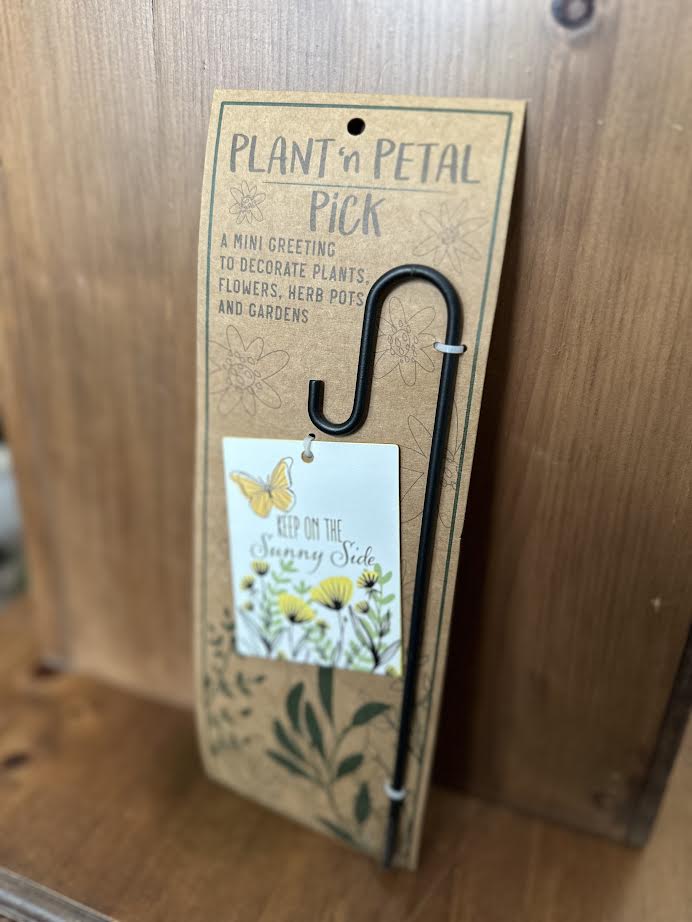 PLANT 'n PETAL
PiCK
A MINI GREETING
TO DECORATE PLANTS,
FLOWERS, HERB POTS
AND GARDENS
KEEP ON THE
Sunny Side